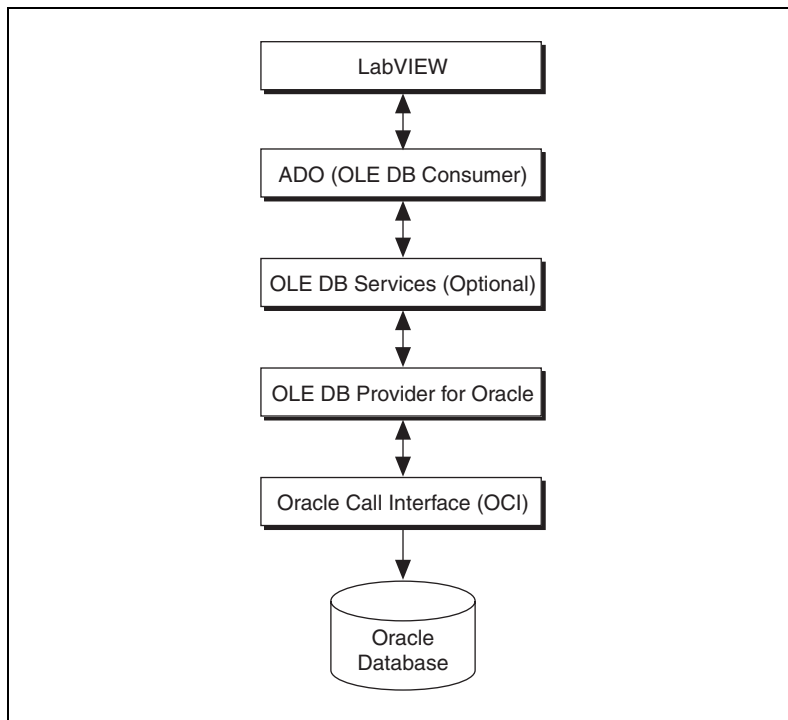 LabVIEW
ADO (OLE DB Consumer)
OLE DB Services (Optional)
OLE DB Provider for Oracle
Oracle Call Interface (OCI)
Oracle
Database